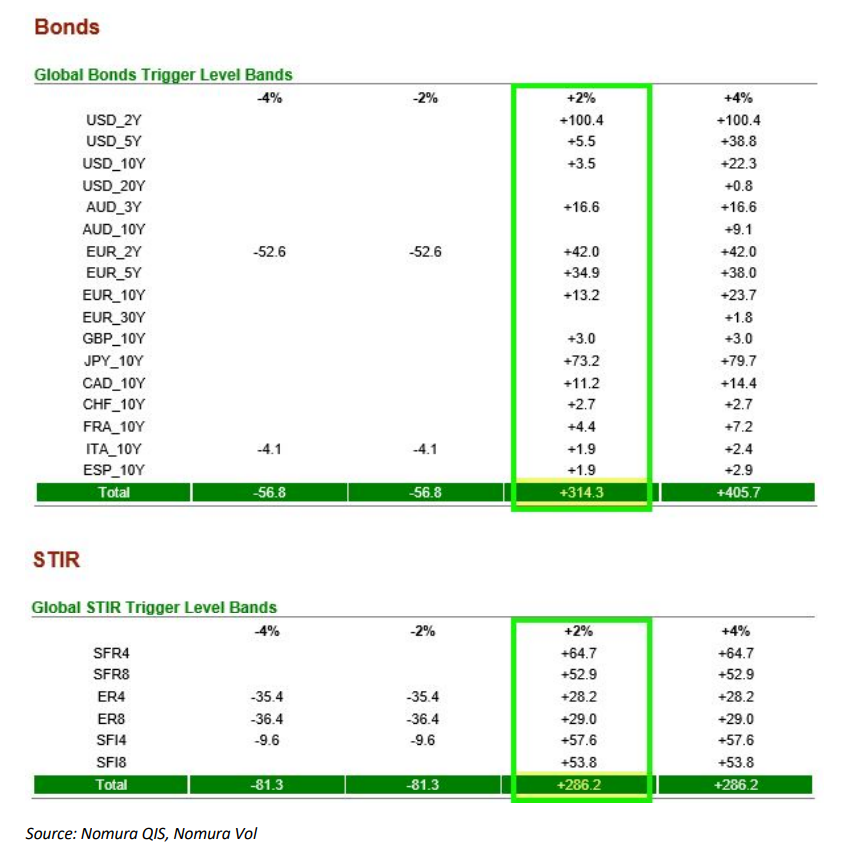 Bonds
Global Bonds Trigger Level Bands
-4% -2% +2% +4%
USD_2Y +100.4 +100.4
USD_5Y +5.5 +38.8
USD_10Y +3.5 +22.3
USD_20Y +0.8
AUD_3Y +16.6 +16.6
AUD_10Y +9.1
EUR_2Y -52.6 -52.6 +42.0 +42.0
EUR_5Y +34.9 +38.0
EUR_10Y +13.2 +23.7
EUR_30Y +1.8
GBP_10Y +3.0 +3.0
JPY_10Y +73.2 +79.7
CAD_10Y +11.2 +14.4
CHF_10Y +2.7 +2.7
FRA_10Y +4.4 +7.2
ITA_10Y -4.1 -4.1 +1.9 +2.4
ESP_10Y +1.9 +2.9
Total -56.8 -56.8 +314.3 +405.7
STIR
Global STIR Trigger Level Bands
-4% -2% +2% +4%
SFR4 +64.7 +64.7
SFR8 +52.9 +52.9
ER4 -35.4 -35.4 +28.2 +28.2
ER8 -36.4 -36.4 +29.0 +29.0
SFI4 -9.6 -9.6 +57.6 +57.6
SFI8 +53.8 +53.8
Total -81.3 -81.3 +286.2 +286.2
Source: Nomura QIS, Nomura Vol